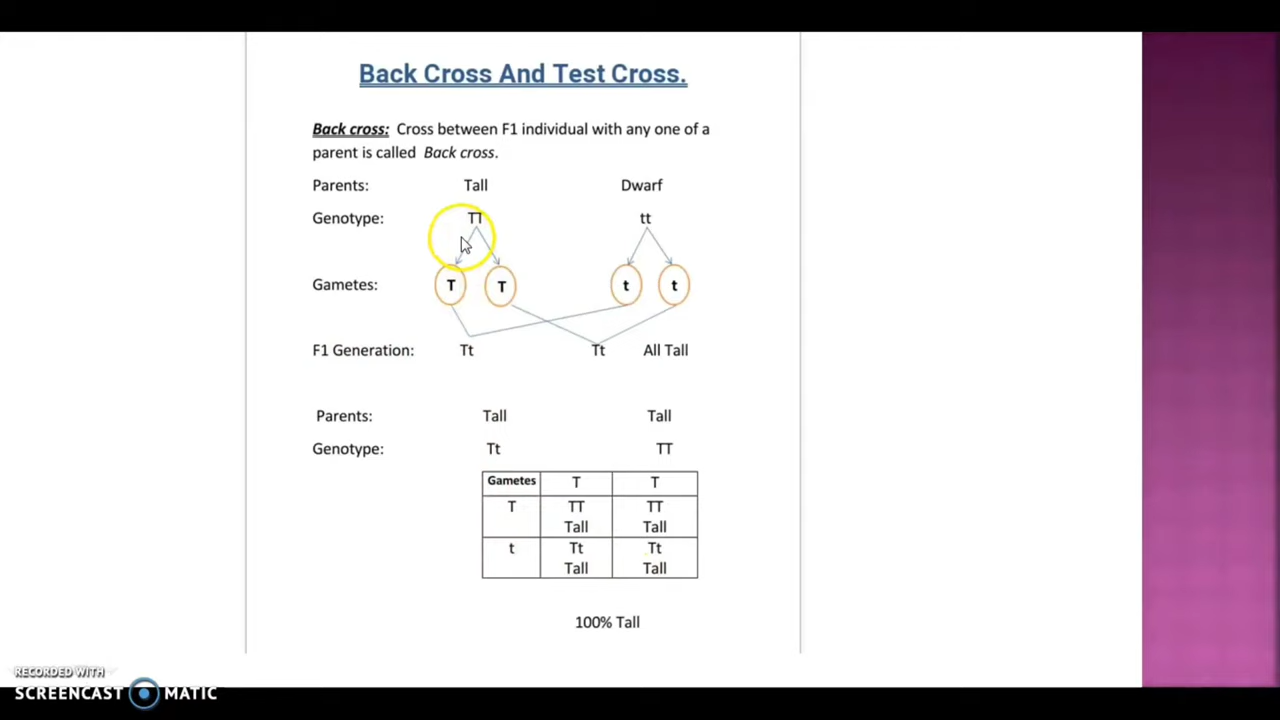 Back Cross And Test Cross.
Back cross: Cross between F1 individual with any one of a
parent is called Back cross.
Parents: Tall Dwarf
Genotype: TT tt
Gametes: T T t t
F1 Generation: Tt Tt All Tall
Parents: Tall Tall
Genotype: Tt TT
Gametes T T
T TT TT
Tall Tall
t Tt Tt
Tall Tall
100% Tall
RECORDED WITH
SCREENCAST MATIC